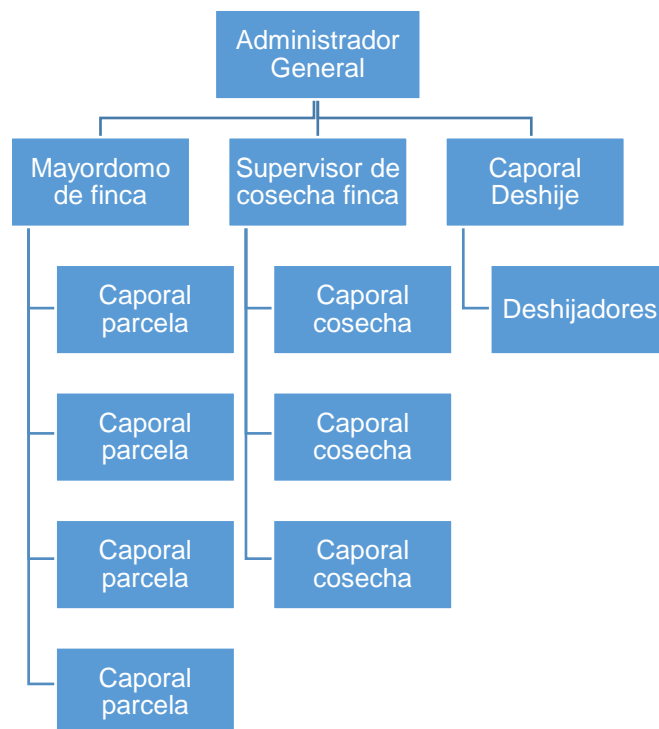 Administrador
General
Mayordomo
de finca
Supervisor de
cosecha finca
Caporal
Deshije
Caporal
parcela
Caporal
cosecha
Deshijadores
Caporal
parcela
Caporal
cosecha
Caporal
parcela
Caporal
cosecha
Caporal
parcela